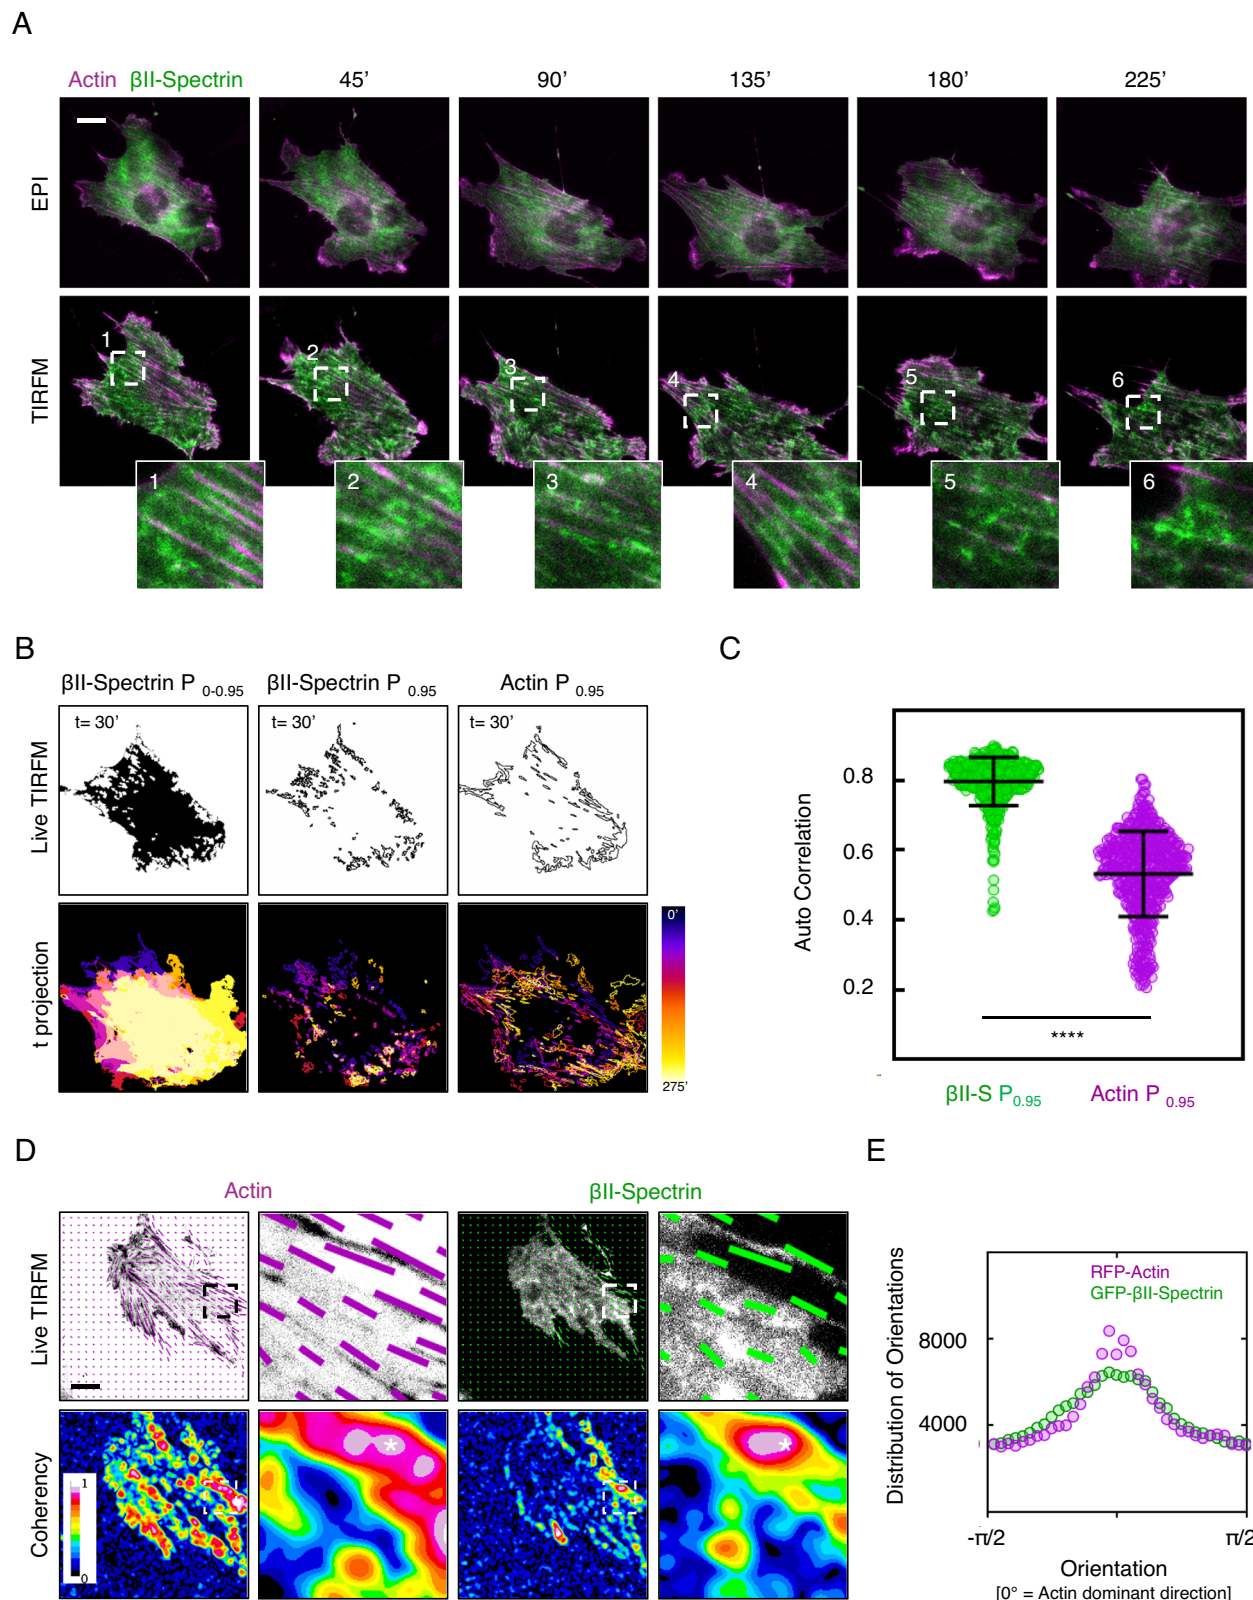 A
Actin βII-Spectrin 45’ 90’ 135’ 180’ 225’
EPI
TIRFM
1 2 3 4 5 6
1 2 3 4 5 6
B
βII-Spectrin P 0-0.95 βII-Spectrin P 0.95 Actin P 0.95
Live TIRFM
t= 30’ t= 30’
t projection
0’
275’
C
Auto Correlation
0.8
0.6
0.4
0.2
****
βII-S P0.95 Actin P 0.95
D
Actin βII-Spectrin
Live TIRFM
Coherency
1
0
* *
E
Distribution of Orientations
RFP-Actin
GFP-βII-Spectrin
8000
4000
-π/2 π/2
Orientation
[0° = Actin dominant direction]